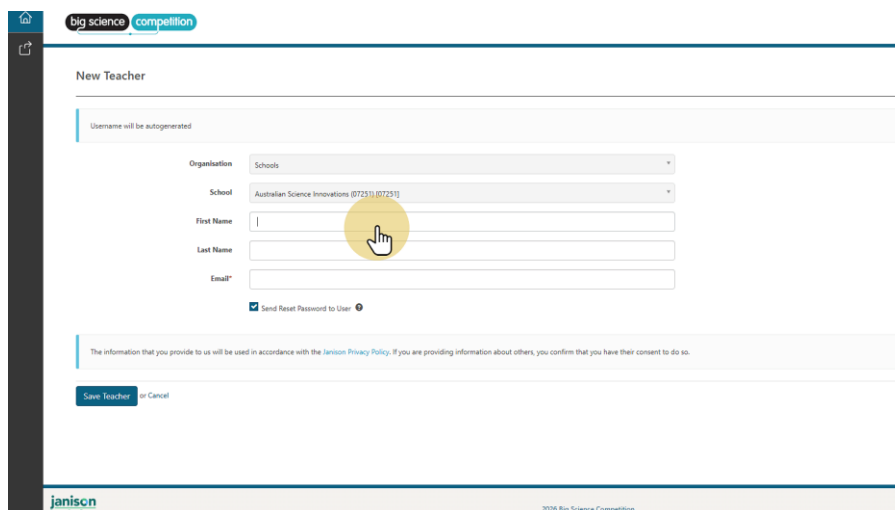 big science competition
New Teacher
Username will be autogenerated
Organisation
Schools
School
Australian Science Innovations (07251) [07251]
First Name
Last Name
Email*
Send Reset Password to User
The information that you provide to us will be used in accordance with the Janison Privacy Policy. If you are providing information about others, you confirm that you have their consent to do so.
Save Teacher or Cancel
janison
2026 Big Science Competition